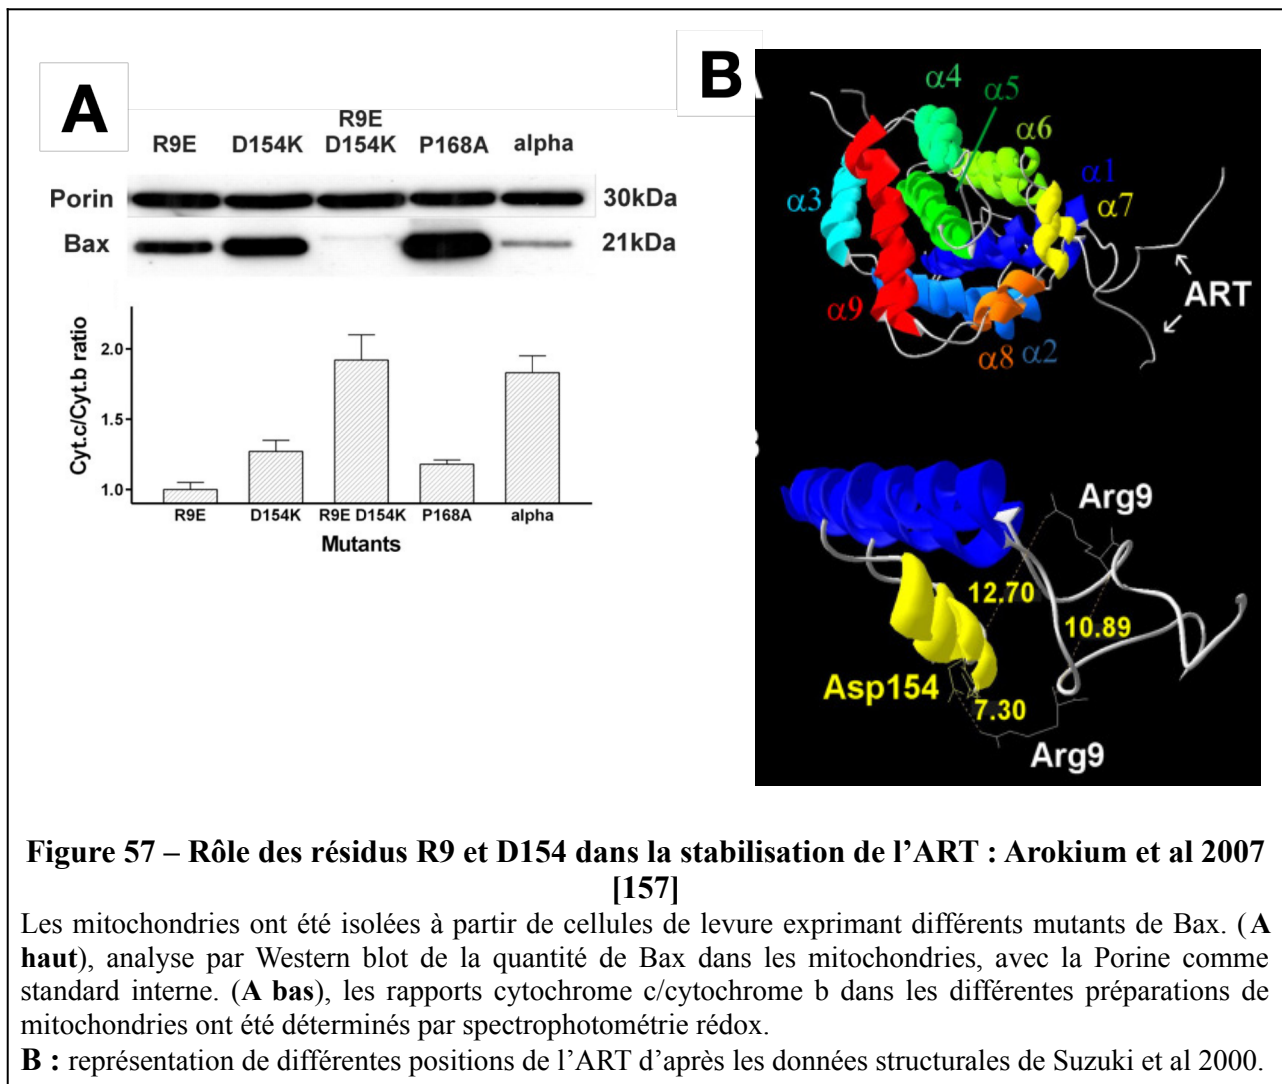 A
R9E
D154K
R9E
D154K
P168A
alpha
Porin
30kDa
Bax
21kDa
Cyt.c/Cyt.b ratio
2.0
1.5
1.0
R9E
D154K
R9E D154K
P168A
alpha
Mutants
B
α4
α5
α6
α1
α3
α7
ART
α9
α8
α2
Arg9
12.70
10.89
Asp154
7.30
Arg9
Figure 57 – Rôle des résidus R9 et D154 dans la stabilisation de l’ART : Arokium et al 2007
[157]
Les mitochondries ont été isolées à partir de cellules de levure exprimant différents mutants de Bax. (A
haut), analyse par Western blot de la quantité de Bax dans les mitochondries, avec la Porine comme
standard interne. (A bas), les rapports cytochrome c/cytochrome b dans les différentes préparations de
mitochondries ont été déterminés par spectrophotométrie rédox.
B : représentation de différentes positions de l’ART d’après les données structurales de Suzuki et al 2000.